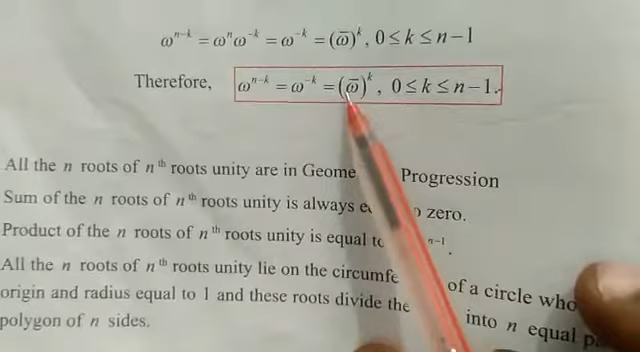 ω^{n-k} = ω^n ω^{-k} = ω^{-k} = (ω̄)^k, 0 ≤ k ≤ n−1
Therefore, ω^{n-k} = ω^{-k} = (ω̄)^k, 0 ≤ k ≤ n−1.
All the n roots of n^{th} roots unity are in Geome Progression
Sum of the n roots of n^{th} roots unity is always zero.
Product of the n roots of n^{th} roots unity is equal n−1.
All the n roots of n^{th} roots unity lie on the circumfe of a circle who
origin and radius equal to 1 and these roots divide the into n equal
polygon of n sides.